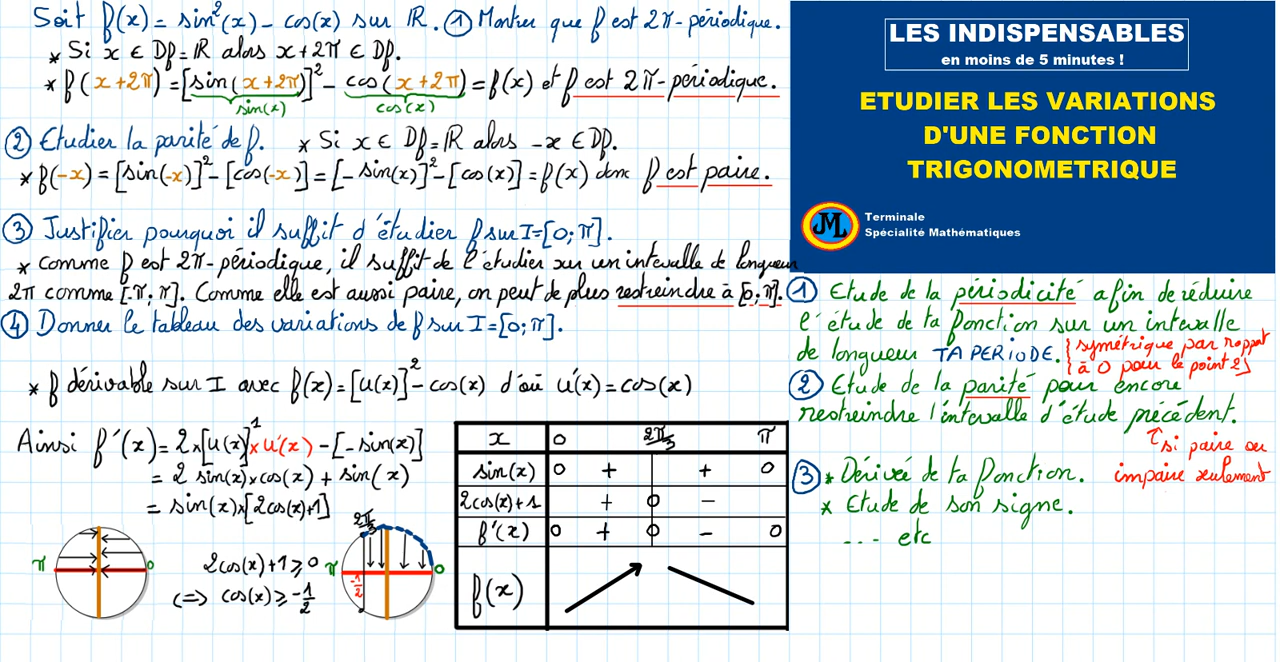 Soit f(x) = sin²(x) - cos(x) sur ℝ. ① Montrer que f est 2π-périodique.
* Si x ∈ Df = ℝ alors x+2π ∈ Df.
* f(x+2π) = [sin(x+2π)]² - cos(x+2π) = f(x) et f est 2π-périodique.
sin(x) cos(x)
② Etudier la parité de f. * Si x ∈ Df = ℝ alors -x ∈ Df.
* f(-x) = [sin(-x)]² - [cos(-x)] = [-sin(x)]² - [cos(x)] = f(x) donc f est paire.
③ Justifier pourquoi il suffit d'étudier f sur I=[0;π].
* comme f est 2π-périodique, il suffit de l'étudier sur un intervalle de longueur
2π comme [-π;π]. Comme elle est aussi paire, on peut de plus restreindre à [0;π].
④ Donner le tableau des variations de f sur I=[0;π].
* f dérivable sur I avec f(x) = [u(x)]² - cos(x) d'où u'(x) = cos(x)
Ainsi f'(x) = 2×[u(x)]¹ × u'(x) - [-sin(x)]
= 2 sin(x)×cos(x) + sin(x)
= sin(x)×[2cos(x)+1]
π 0
2cos(x)+1 ⩾ 0
<=> cos(x) ⩾ -1/2
2π/3
π 0
-1/2
x 0 2π/3 π
sin(x) 0 + + 0
2cos(x)+1 + 0 -
f'(x) 0 + 0 - 0
f(x)
LES INDISPENSABLES
en moins de 5 minutes !
ETUDIER LES VARIATIONS
D'UNE FONCTION
TRIGONOMETRIQUE
JML
Terminale
Spécialité Mathématiques
① Etude de la périodicité afin de réduire
l'étude de ta fonction sur un intervalle
de longueur TA PERIODE. (symétrique par rapport
à 0 pour le point 2)
② Etude de la parité pour encore
restreindre l'intervalle d'étude précédent.
↑ si paire ou
impaire seulement
③ * Dérivée de ta fonction.
* Etude de son signe.
.... etc